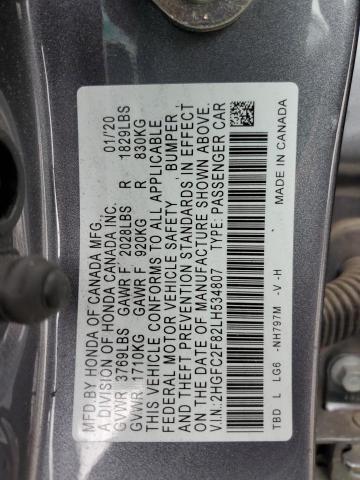 MFD.BY HONDA OF CANADA MFG.,
A DIVISION OF HONDA CANADA INC. 01/20
GVWR 3769LBS GAWR F 2028LBS R 1829LBS
GVWR 1710KG GAWR F 920KG R 830KG
THIS VEHICLE CONFORMS TO ALL APPLICABLE
FEDERAL MOTOR VEHICLE SAFETY , BUMPER ,
AND THEFT PREVENTION STANDARDS IN EFFECT
ON THE DATE OF MANUFACTURE SHOWN ABOVE.
V.I.N.: 2HGFC2F82LH534807 TYPE: PASSENGER CAR
TBD L LG6 -NH797M -V -H MADE IN CANADA